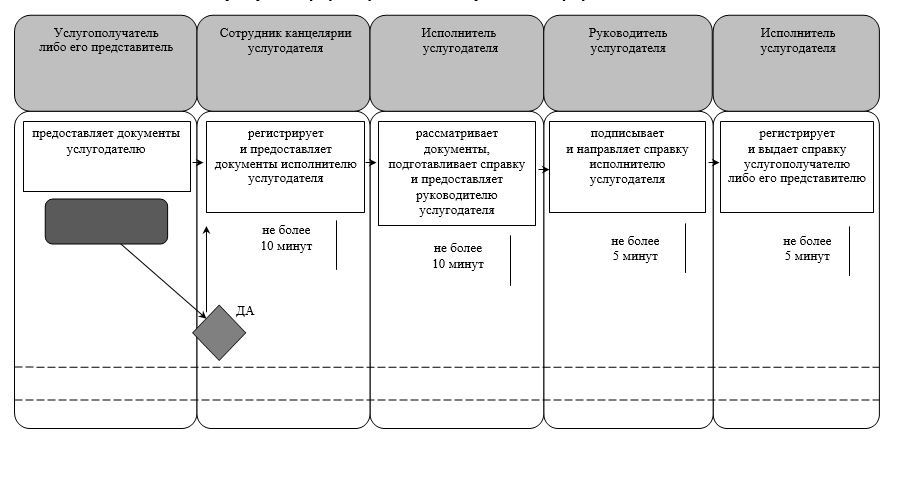 Услугополучатель
либо его представитель
Сотрудник канцелярии
услугодателя
Исполнитель
услугодателя
Руководитель
услугодателя
Исполнитель
услугодателя
предоставляет документы
услугодателю
регистрирует
и предоставляет
документы исполнителю
услугодателя
рассматривает
документы,
подготавливает справку
и предоставляет
руководителю
услугодателя
подписывает
и направляет справку
исполнителю
услугодателя
регистрирует
и выдает справку
услугополучателю
либо его представителю
не более
10 минут
не более
10 минут
не более
5 минут
не более
5 минут
ДА